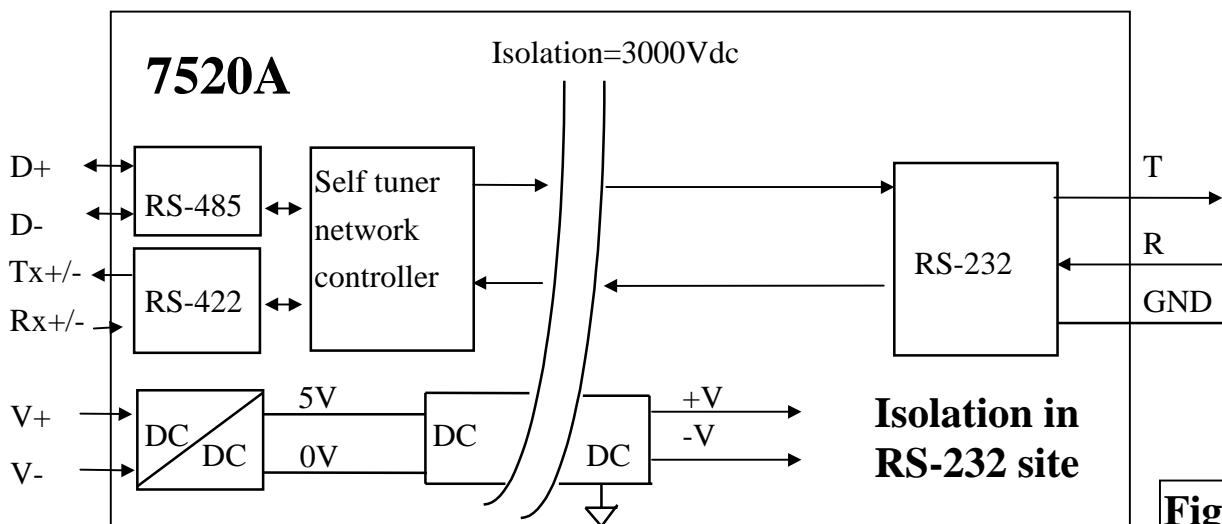 Isolation=3000Vdc
7520A
D+
D-
Tx+/-
Rx+/-
V+
V-
RS-485
RS-422
Self tuner
network
controller
RS-232
T
R
GND
DC
DC
5V
0V
DC
DC
+V
-V
Isolation in
RS-232 site
Fig